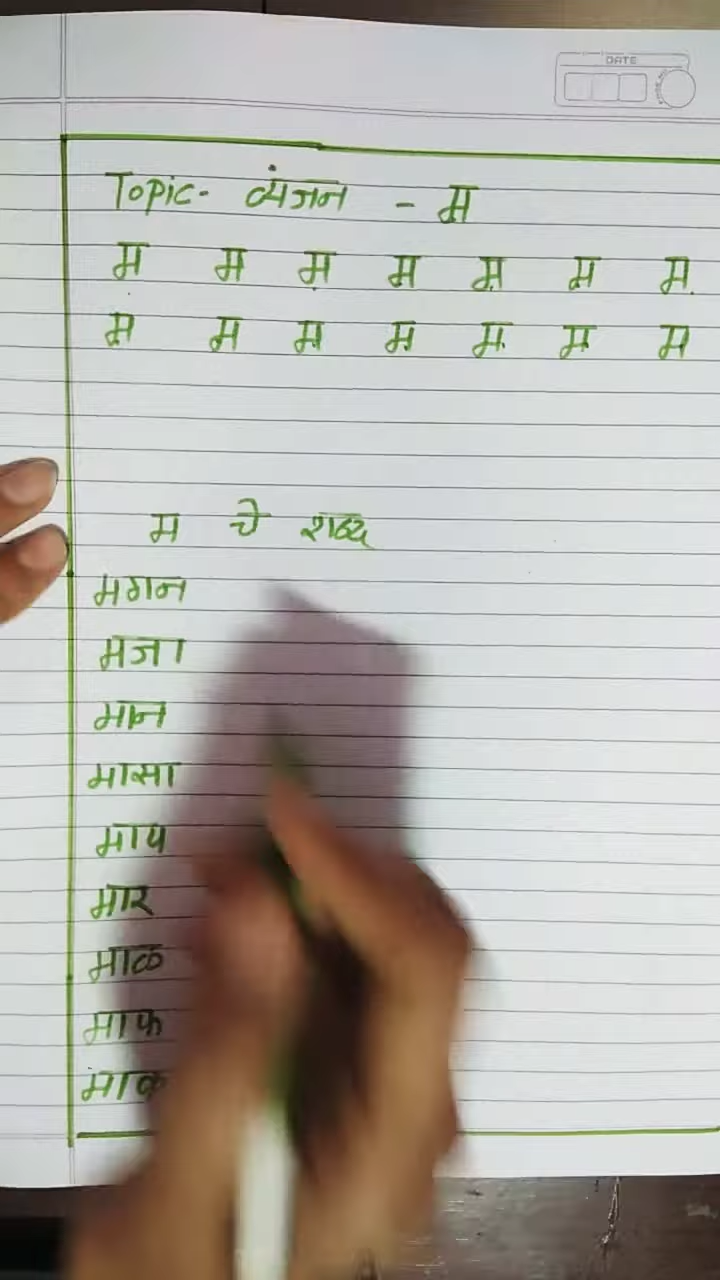 DATE
Topic- व्यंजन - म
म म म म म म म
म म म म म म म
म चे शब्द
मगन
मजा
मान
मासा
माप
मार
माळ
माफ